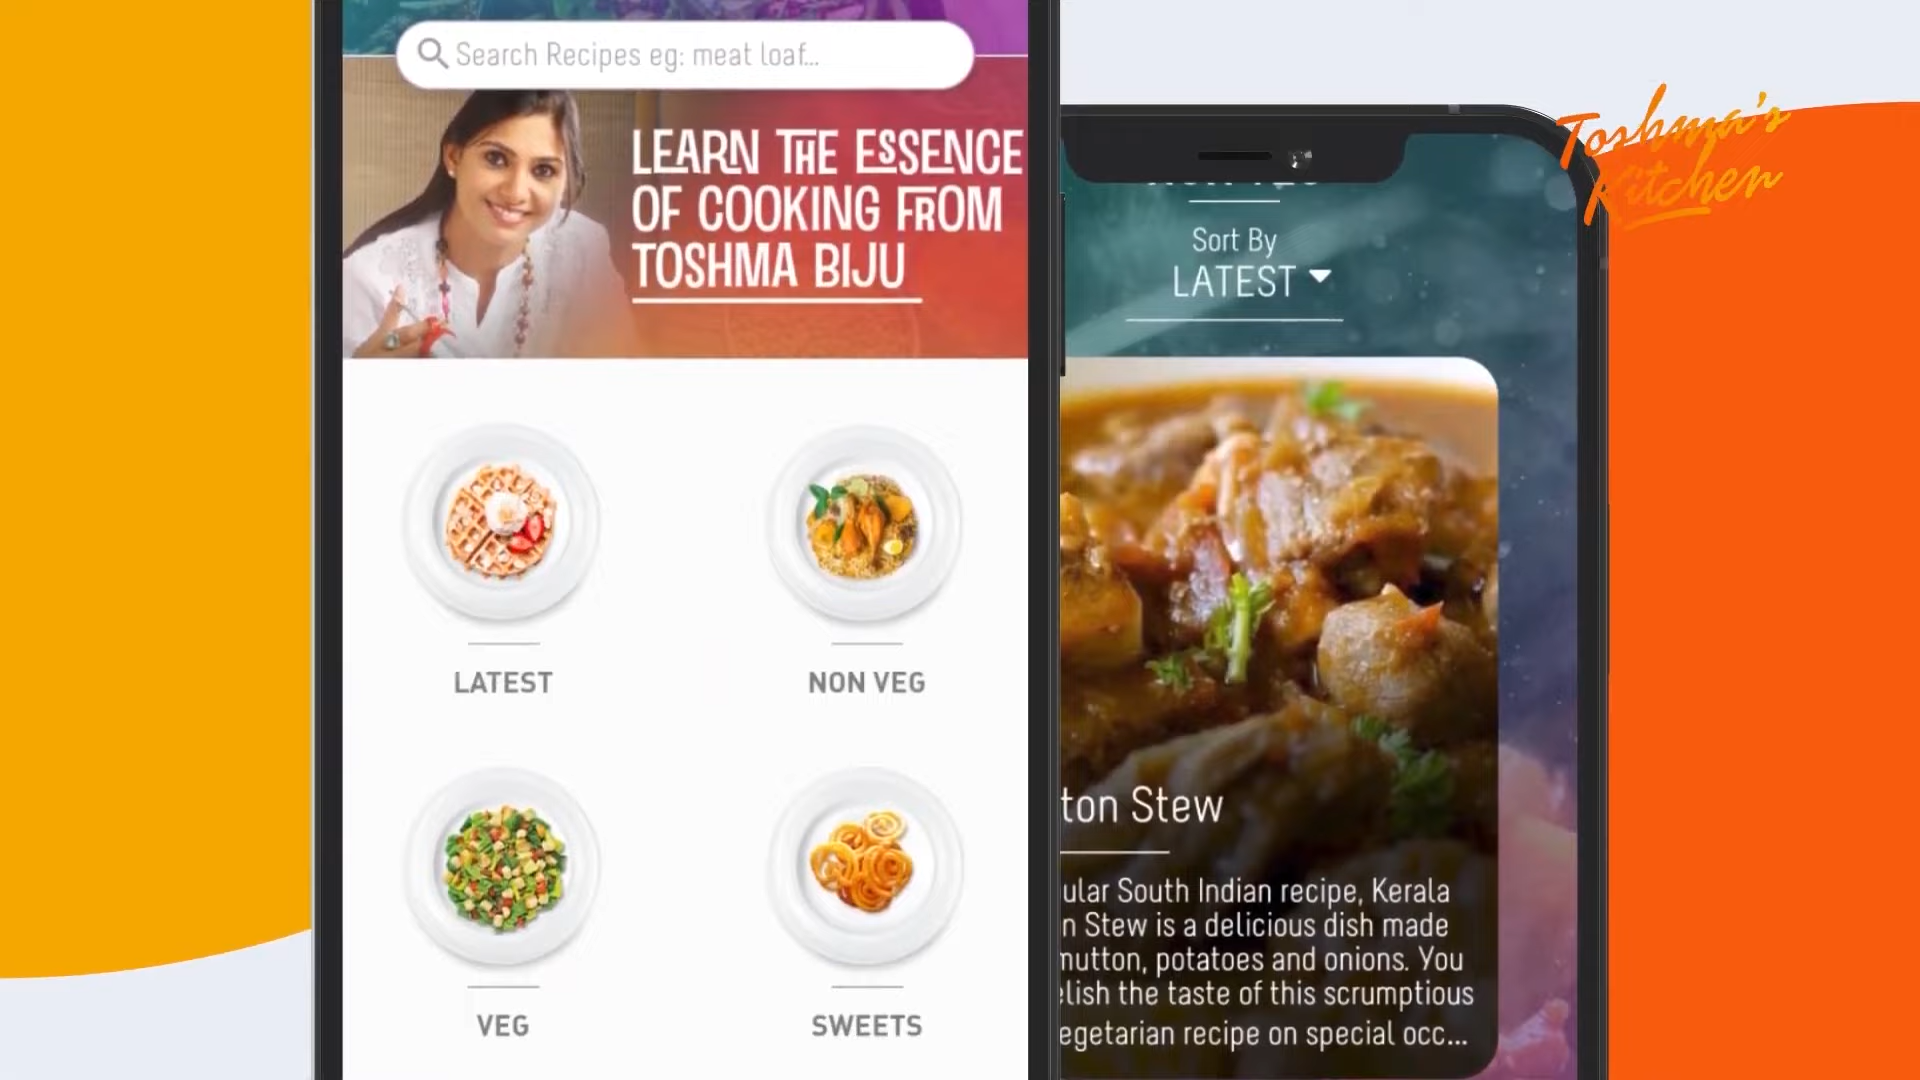 Search Recipes eg: meat loaf...
LEARN THE ESSENCE
OF COOKING FROM
TOSHMA BIJU
LATEST
NON VEG
VEG
SWEETS
Toshma's
Kitchen
Sort By
LATEST
ton Stew
ular South Indian recipe, Kerala
n Stew is a delicious dish made
mutton, potatoes and onions. You
elish the taste of this scrumptious
egetarian recipe on special occ...